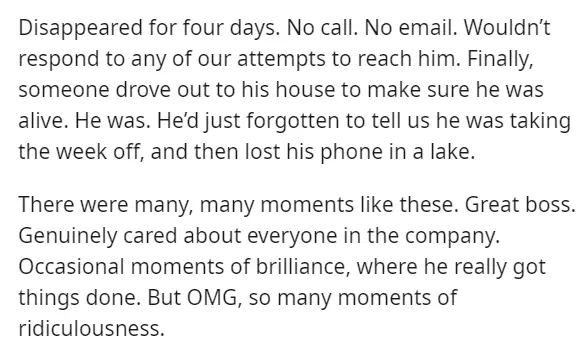 Disappeared for four days. No call. No email. Wouldn’t
respond to any of our attempts to reach him. Finally,
someone drove out to his house to make sure he was
alive. He was. He’d just forgotten to tell us he was taking
the week off, and then lost his phone in a lake.
There were many, many moments like these. Great boss.
Genuinely cared about everyone in the company.
Occasional moments of brilliance, where he really got
things done. But OMG, so many moments of
ridiculousness.